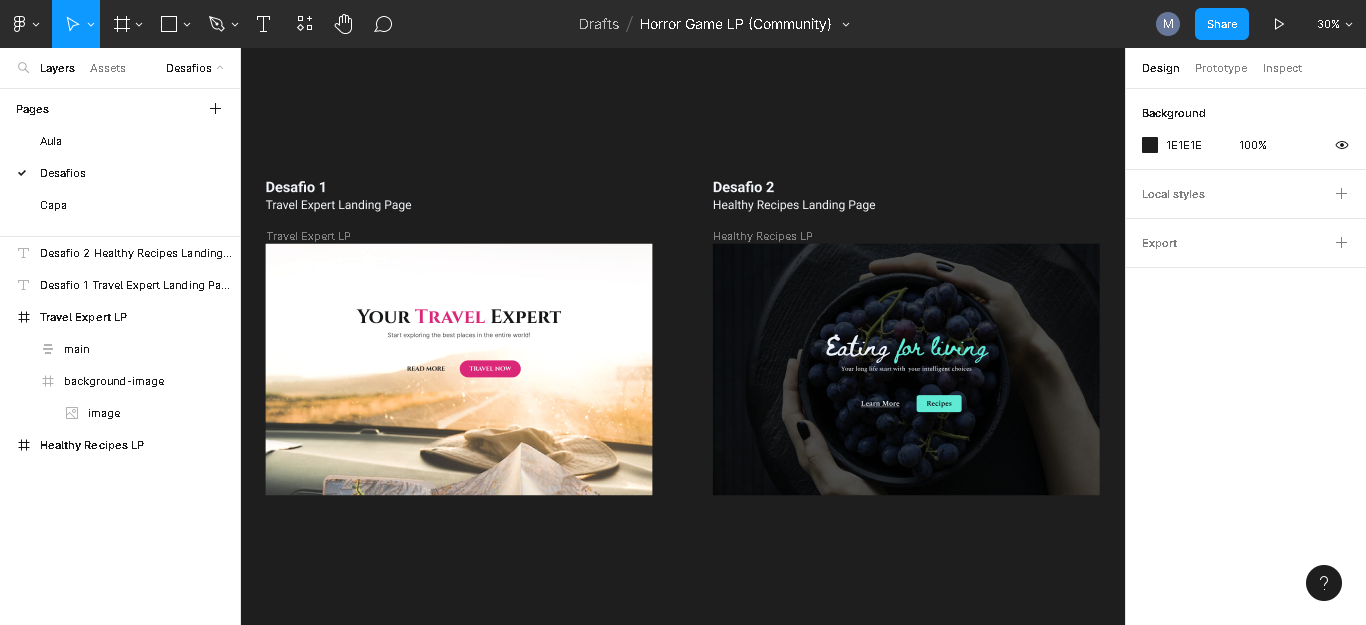 Drafts / Horror Game LP (Community)
M
Share
30%
Layers
Assets
Desafios
Pages
Aula
Desafios
Capa
Desafio 2 Healthy Recipes Landing...
Desafio 1 Travel Expert Landing Pa...
Travel Expert LP
main
background-image
image
Healthy Recipes LP
Desafio 1
Travel Expert Landing Page
Travel Expert LP
Your Travel Expert
Start exploring the best places in the entire world!
READ MORE
TRAVEL NOW
Desafio 2
Healthy Recipes Landing Page
Healthy Recipes LP
Eating for living
Your long life start with your intelligent choices
Learn More
Recipes
Design
Prototype
Inspect
Background
1E1E1E
100%
Local styles
Export
?